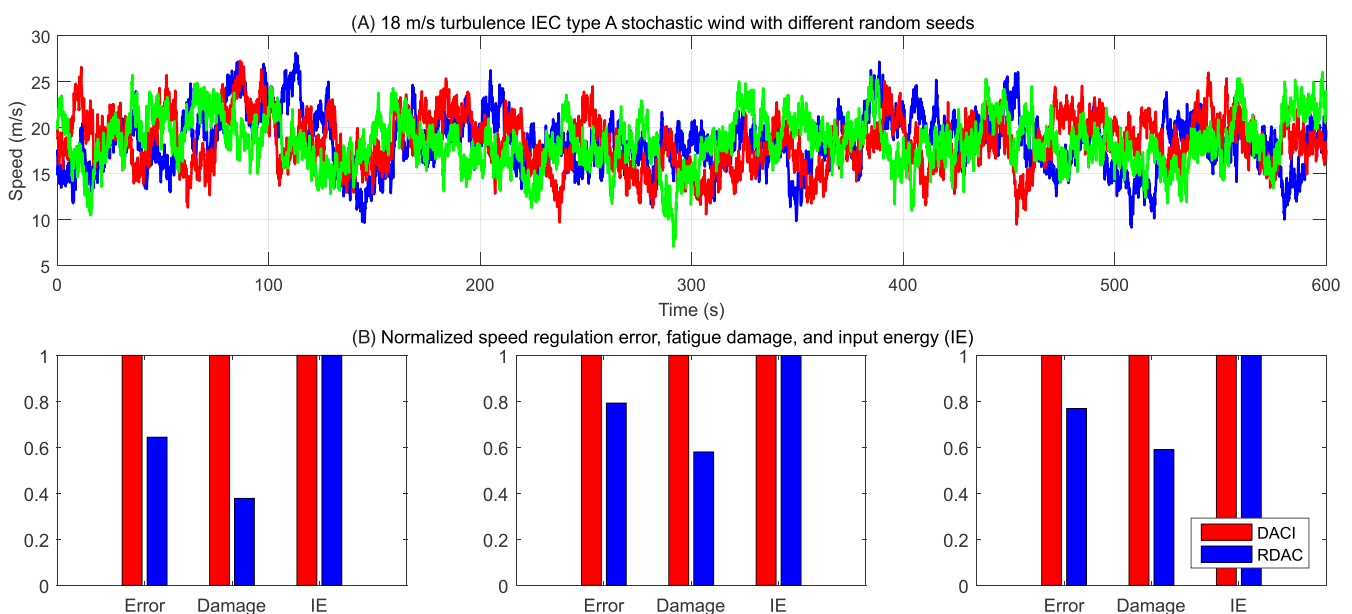 (A) 18 m/s turbulence IEC type A stochastic wind with different random seeds
30
25
20
15
10
5
Speed (m/s)
0 100 200 300 400 500 600
Time (s)
(B) Normalized speed regulation error, fatigue damage, and input energy (IE)
1
0.8
0.6
0.4
0.2
0
Error Damage IE
1
0.8
0.6
0.4
0.2
0
Error Damage IE
1
0.8
0.6
0.4
0.2
0
Error Damage IE
DACI
RDAC